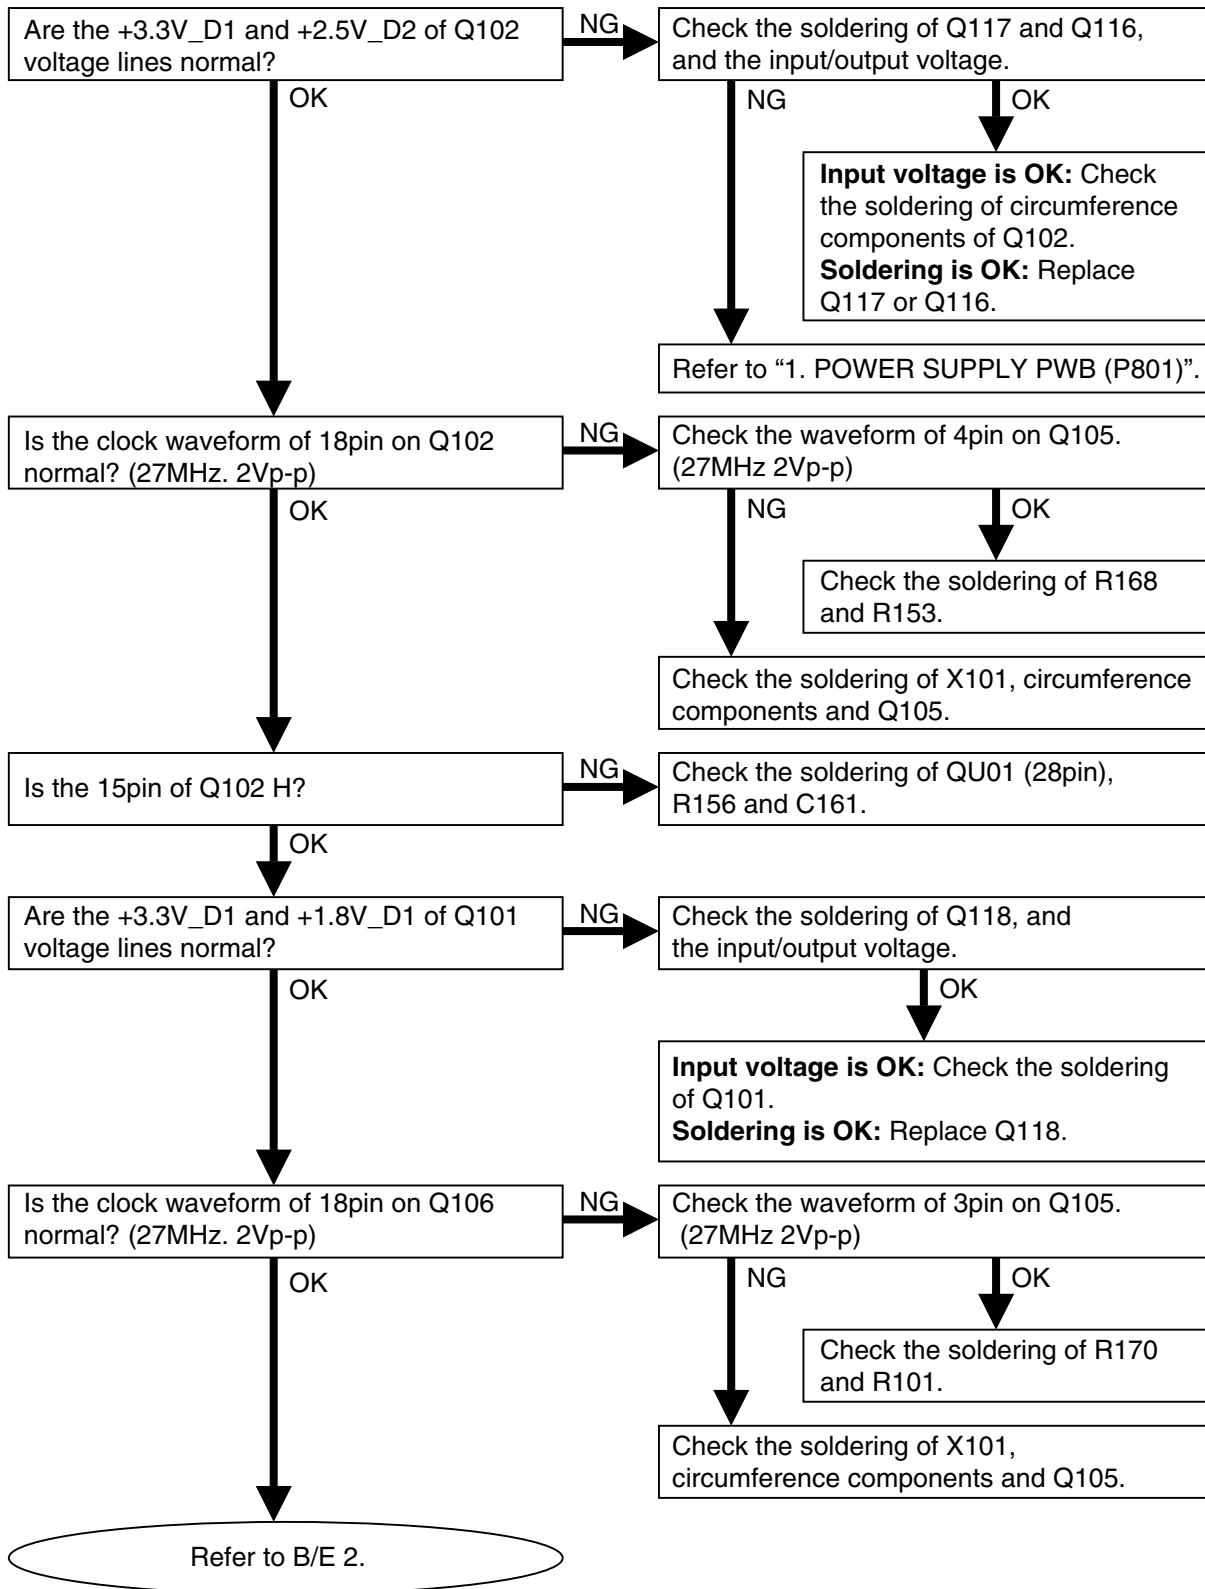 Are the +3.3V_D1 and +2.5V_D2 of Q102
voltage lines normal?
NG
Check the soldering of Q117 and Q116,
and the input/output voltage.
OK
NG
OK
Input voltage is OK: Check
the soldering of circumference
components of Q102.
Soldering is OK: Replace
Q117 or Q116.
Refer to “1. POWER SUPPLY PWB (P801)”.
Is the clock waveform of 18pin on Q102
normal? (27MHz. 2Vp-p)
NG
Check the waveform of 4pin on Q105.
(27MHz 2Vp-p)
OK
NG
OK
Check the soldering of R168
and R153.
Check the soldering of X101, circumference
components and Q105.
Is the 15pin of Q102 H?
NG
Check the soldering of QU01 (28pin),
R156 and C161.
OK
Are the +3.3V_D1 and +1.8V_D1 of Q101
voltage lines normal?
NG
Check the soldering of Q118, and
the input/output voltage.
OK
OK
Input voltage is OK: Check the soldering
of Q101.
Soldering is OK: Replace Q118.
Is the clock waveform of 18pin on Q106
normal? (27MHz. 2Vp-p)
NG
Check the waveform of 3pin on Q105.
(27MHz 2Vp-p)
OK
NG
OK
Check the soldering of R170
and R101.
Check the soldering of X101,
circumference components and Q105.
Refer to B/E 2.